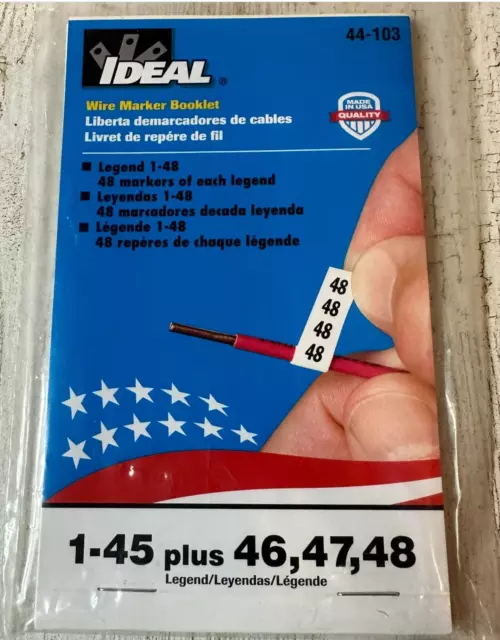 44-103
IDEAL®
Wire Marker Booklet
Liberta demarcadores de cables
Livret de repére de fil
MADE IN USA
QUALITY
■ Legend 1-48
48 markers of each legend
■ Leyendas 1-48
48 marcadores decada leyenda
■ Légende 1-48
48 repères de chaque légende
48
48
48
48
1-45 plus 46,47,48
Legend/Leyendas/Légende